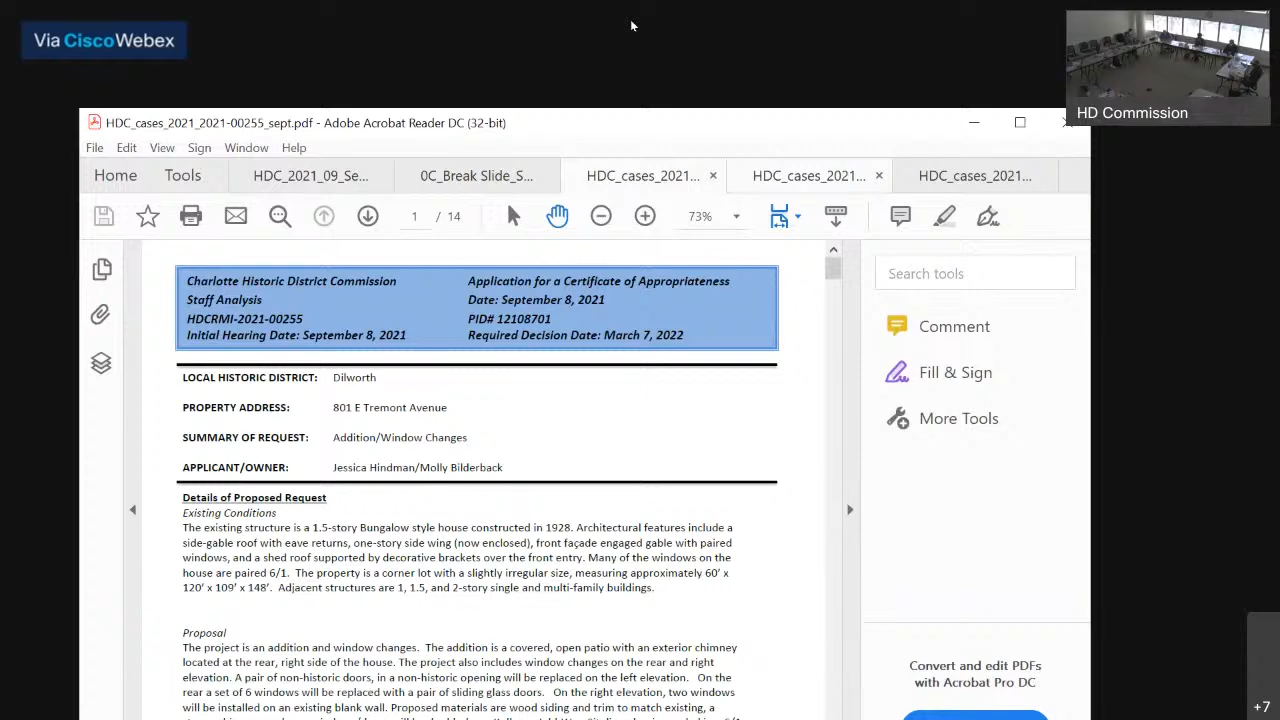 Via CiscoWebex
HD Commission
HDC_cases_2021_2021-00255_sept.pdf - Adobe Acrobat Reader DC (32-bit)
File Edit View Sign Window Help
Home Tools HDC_2021_09_Se... 0C_Break Slide_S... HDC_cases_2021... × HDC_cases_2021... × HDC_cases_2021...
1 / 14 73%
Charlotte Historic District Commission Application for a Certificate of Appropriateness
Staff Analysis Date: September 8, 2021
HDCRMI-2021-00255 PID# 12108701
Initial Hearing Date: September 8, 2021 Required Decision Date: March 7, 2022
LOCAL HISTORIC DISTRICT: Dilworth
PROPERTY ADDRESS: 801 E Tremont Avenue
SUMMARY OF REQUEST: Addition/Window Changes
APPLICANT/OWNER: Jessica Hindman/Molly Bilderback
Details of Proposed Request
Existing Conditions
The existing structure is a 1.5-story Bungalow style house constructed in 1928. Architectural features include a
side-gable roof with eave returns, one-story side wing (now enclosed), front façade engaged gable with paired
windows, and a shed roof supported by decorative brackets over the front entry. Many of the windows on the
house are paired 6/1. The property is a corner lot with a slightly irregular size, measuring approximately 60’ x
120’ x 109’ x 148’. Adjacent structures are 1, 1.5, and 2-story single and multi-family buildings.
Proposal
The project is an addition and window changes. The addition is a covered, open patio with an exterior chimney
located at the rear, right side of the house. The project also includes window changes on the rear and right
elevation. A pair of non-historic doors, in a non-historic opening will be replaced on the left elevation. On the
rear a set of 6 windows will be replaced with a pair of sliding glass doors. On the right elevation, two windows
will be installed on an existing blank wall. Proposed materials are wood siding and trim to match existing, a
Search tools
Comment
Fill & Sign
More Tools
Convert and edit PDFs
with Acrobat Pro DC
+7